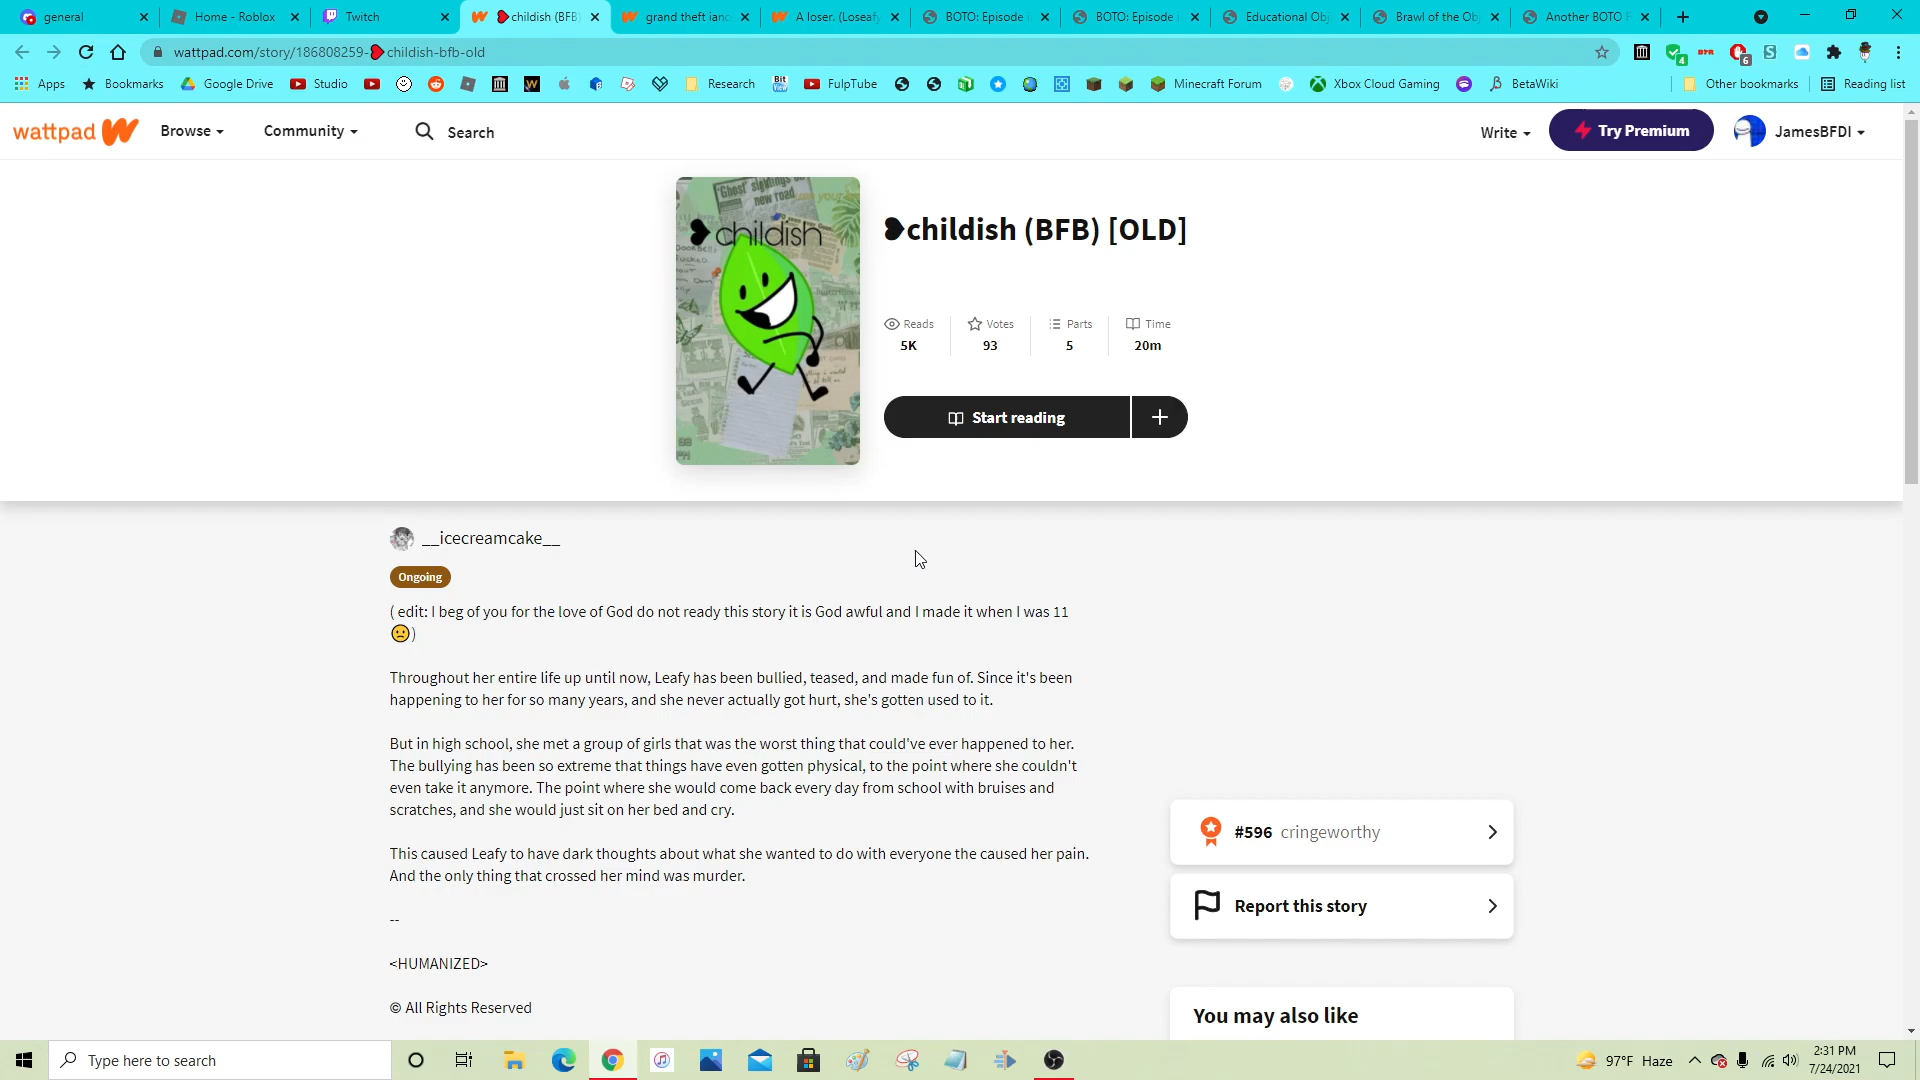 general
Home - Roblox
Twitch
❥childish (BFB)
grand theft ianc
A loser. (Loseafy
BOTO: Episode
BOTO: Episode
Educational Obj
Brawl of the Obj
Another BOTO F
wattpad.com/story/186808259-❥childish-bfb-old
4
BTR
6
Apps
Bookmarks
Google Drive
Studio
Research
Bit View
FulpTube
Minecraft Forum
Xbox Cloud Gaming
BetaWiki
Other bookmarks
Reading list
wattpad
Browse
Community
Search
Write
Try Premium
JamesBFDI
'Ghost' sightings on
new road
❥childish
❥childish (BFB) [OLD]
Reads
5K
Votes
93
Parts
5
Time
20m
Start reading
__icecreamcake__
Ongoing
( edit: I beg of you for the love of God do not ready this story it is God awful and I made it when I was 11
🙁)
Throughout her entire life up until now, Leafy has been bullied, teased, and made fun of. Since it's been
happening to her for so many years, and she never actually got hurt, she's gotten used to it.
But in high school, she met a group of girls that was the worst thing that could've ever happened to her.
The bullying has been so extreme that things have even gotten physical, to the point where she couldn't
even take it anymore. The point where she would come back every day from school with bruises and
scratches, and she would just sit on her bed and cry.
This caused Leafy to have dark thoughts about what she wanted to do with everyone the caused her pain.
And the only thing that crossed her mind was murder.
--
<HUMANIZED>
© All Rights Reserved
#596 cringeworthy
Report this story
You may also like
Type here to search
97°F Haze
2:31 PM
7/24/2021